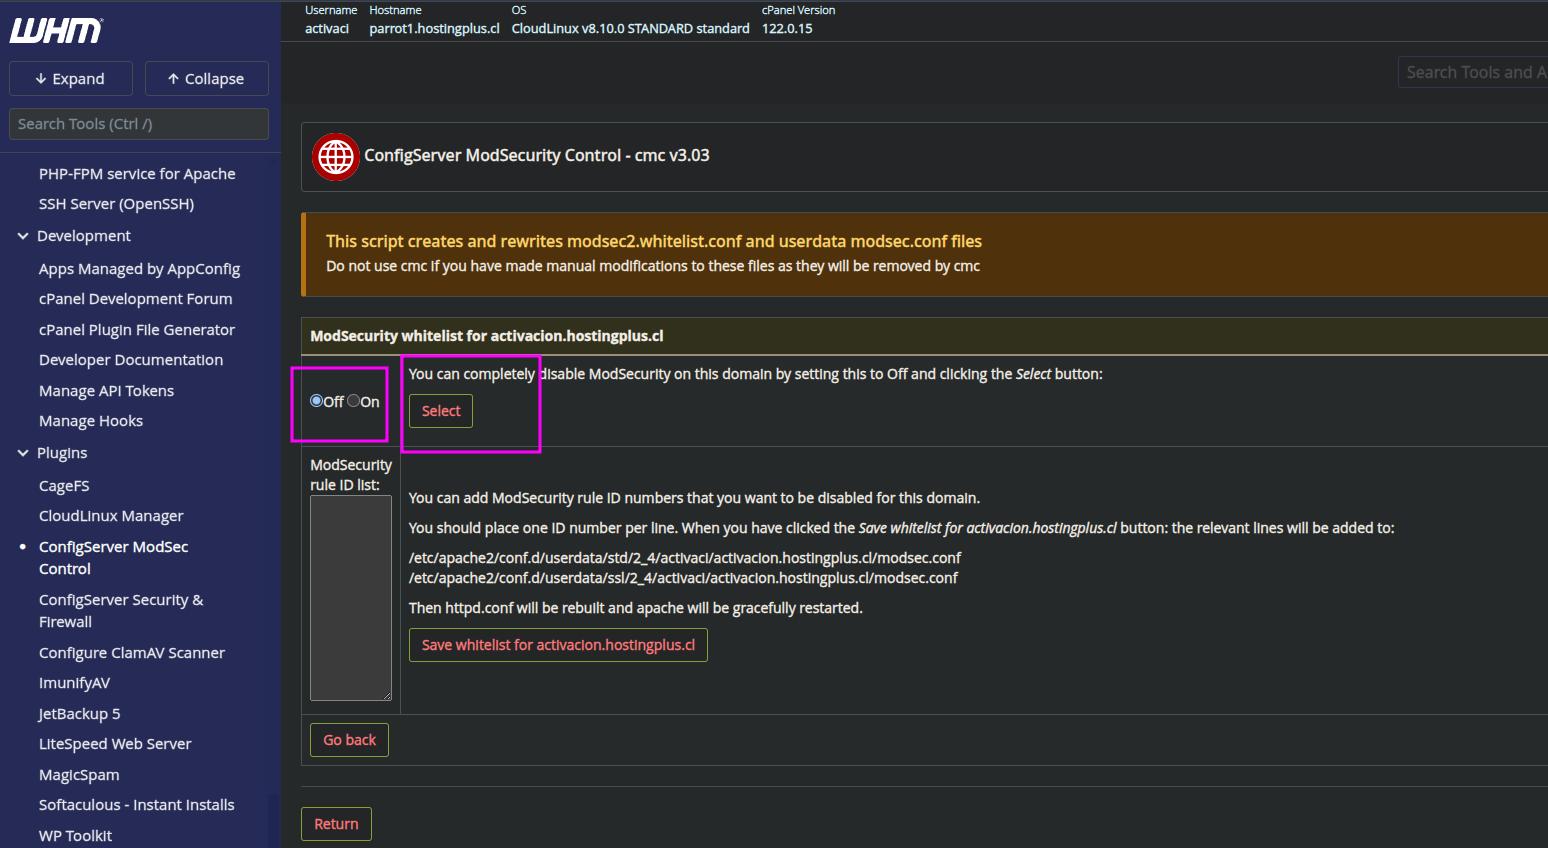 Username Hostname OS cPanel Version
activaci parrot1.hostingplus.cl CloudLinux v8.10.0 STANDARD standard 122.0.15
WHM
↓ Expand ↑ Collapse
Search Tools (Ctrl /)
PHP-FPM service for Apache
SSH Server (OpenSSH)
Development
Apps Managed by AppConfig
cPanel Development Forum
cPanel Plugin File Generator
Developer Documentation
Manage API Tokens
Manage Hooks
Plugins
CageFS
CloudLinux Manager
ConfigServer ModSec
Control
ConfigServer Security &
Firewall
Configure ClamAV Scanner
ImunifyAV
JetBackup 5
LiteSpeed Web Server
MagicSpam
Softaculous - Instant Installs
WP Toolkit
Search Tools and A
ConfigServer ModSecurity Control - cmc v3.03
This script creates and rewrites modsec2.whitelist.conf and userdata modsec.conf files
Do not use cmc if you have made manual modifications to these files as they will be removed by cmc
ModSecurity whitelist for activacion.hostingplus.cl
Off On
You can completely disable ModSecurity on this domain by setting this to Off and clicking the Select button:
Select
ModSecurity
rule ID list:
You can add ModSecurity rule ID numbers that you want to be disabled for this domain.
You should place one ID number per line. When you have clicked the Save whitelist for activacion.hostingplus.cl button: the relevant lines will be added to:
/etc/apache2/conf.d/userdata/std/2_4/activaci/activacion.hostingplus.cl/modsec.conf
/etc/apache2/conf.d/userdata/ssl/2_4/activaci/activacion.hostingplus.cl/modsec.conf
Then httpd.conf will be rebuilt and apache will be gracefully restarted.
Save whitelist for activacion.hostingplus.cl
Go back
Return